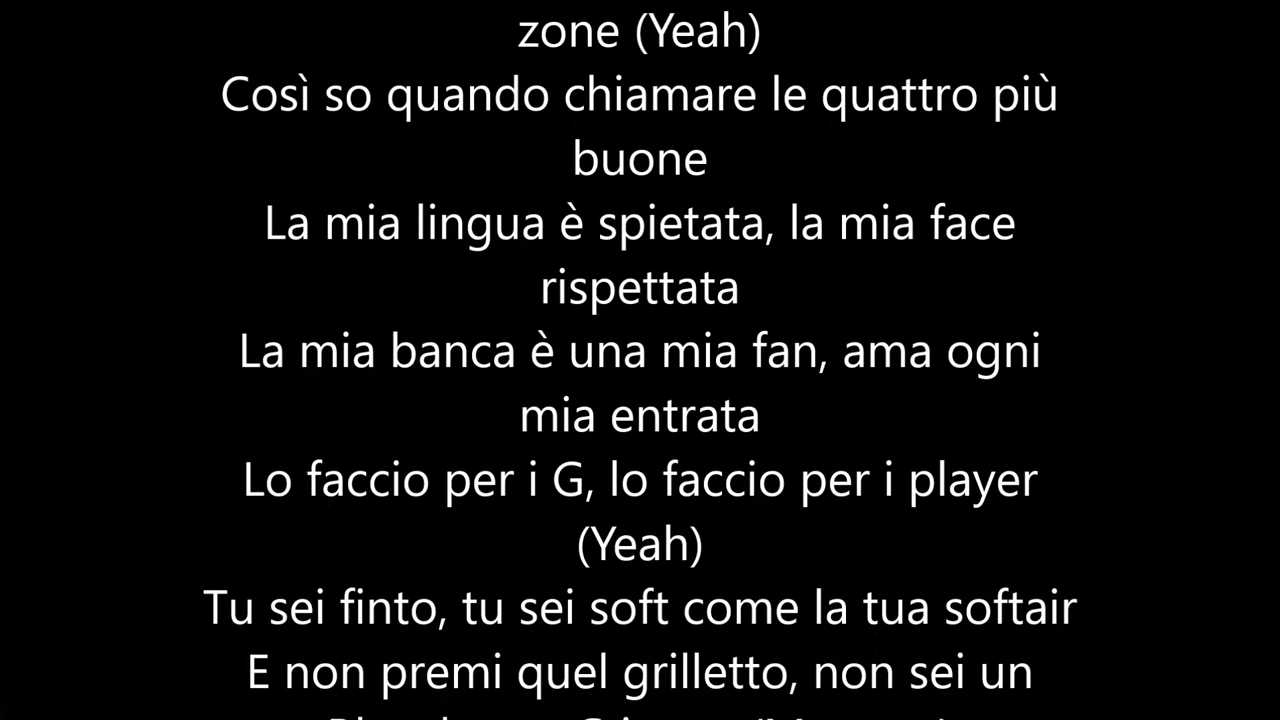 zone (Yeah)
Così so quando chiamare le quattro più
buone
La mia lingua è spietata, la mia face
rispettata
La mia banca è una mia fan, ama ogni
mia entrata
Lo faccio per i G, lo faccio per i player
(Yeah)
Tu sei finto, tu sei soft come la tua softair
E non premi quel grilletto, non sei un